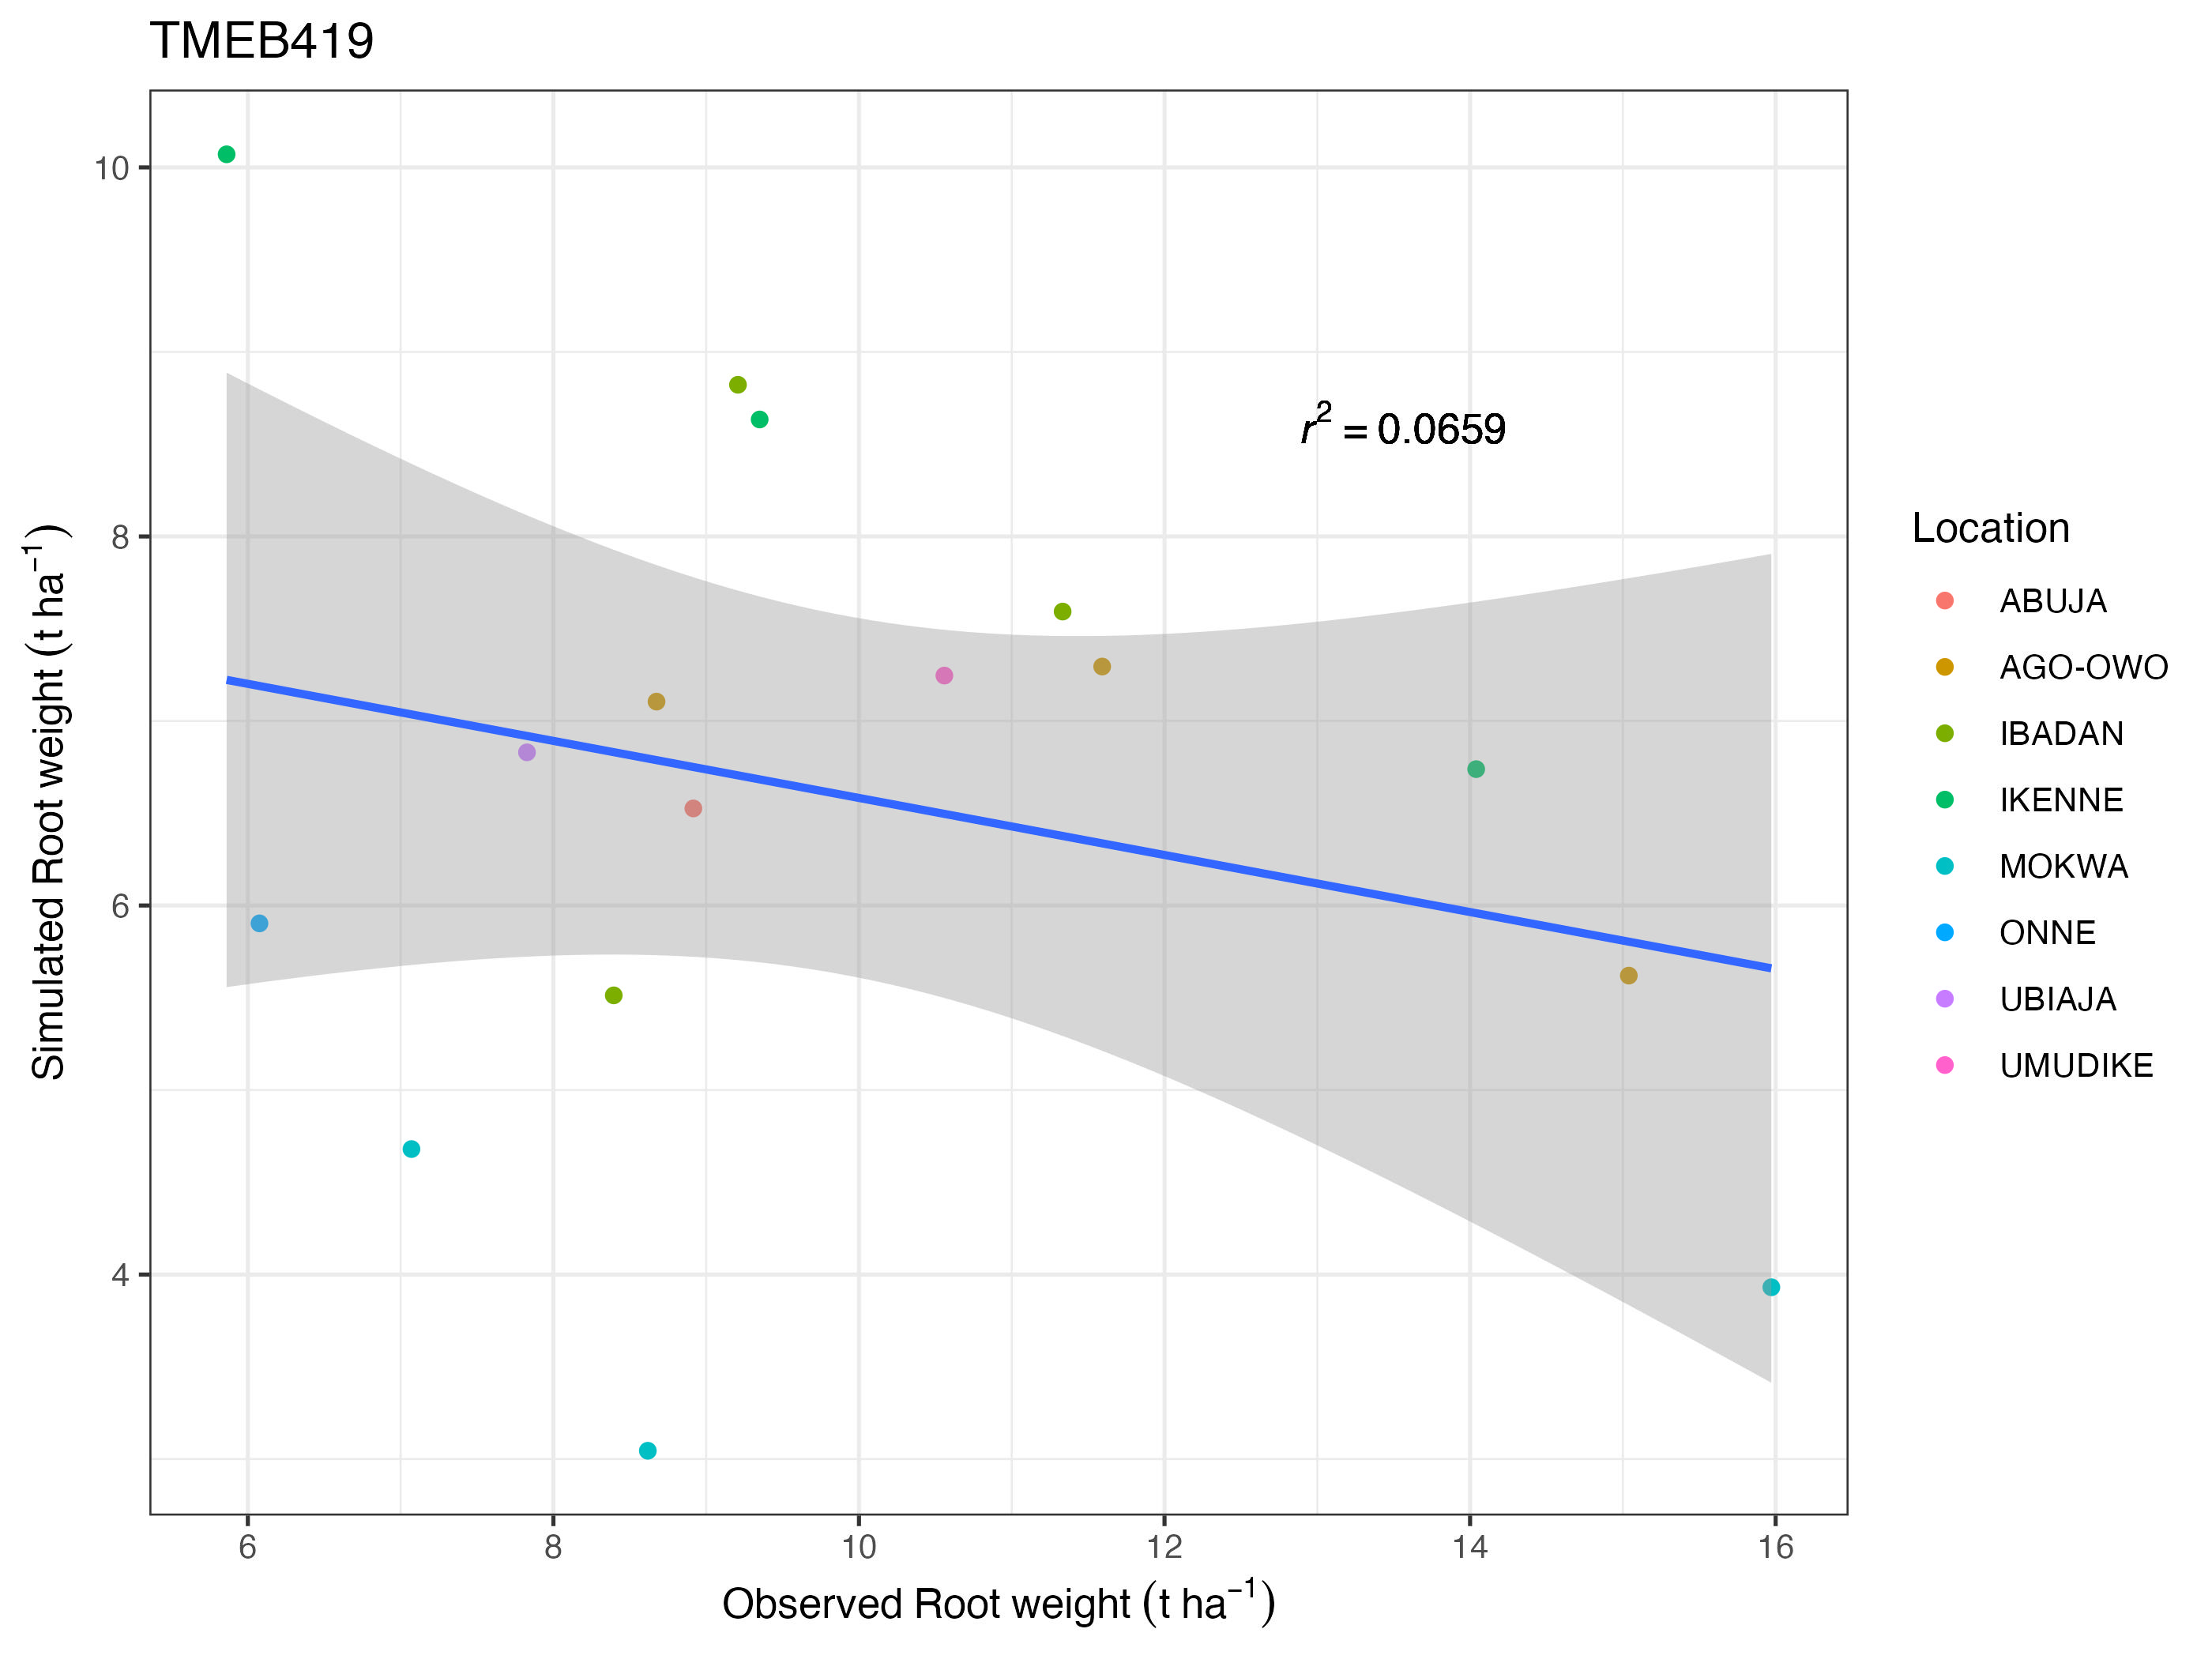 TMEB419
10
8
6
4
Simulated Root weight (t ha⁻¹)
r² = 0.0659
6 8 10 12 14 16
Observed Root weight (t ha⁻¹)
Location
ABUJA
AGO-OWO
IBADAN
IKENNE
MOKWA
ONNE
UBIAJA
UMUDIKE